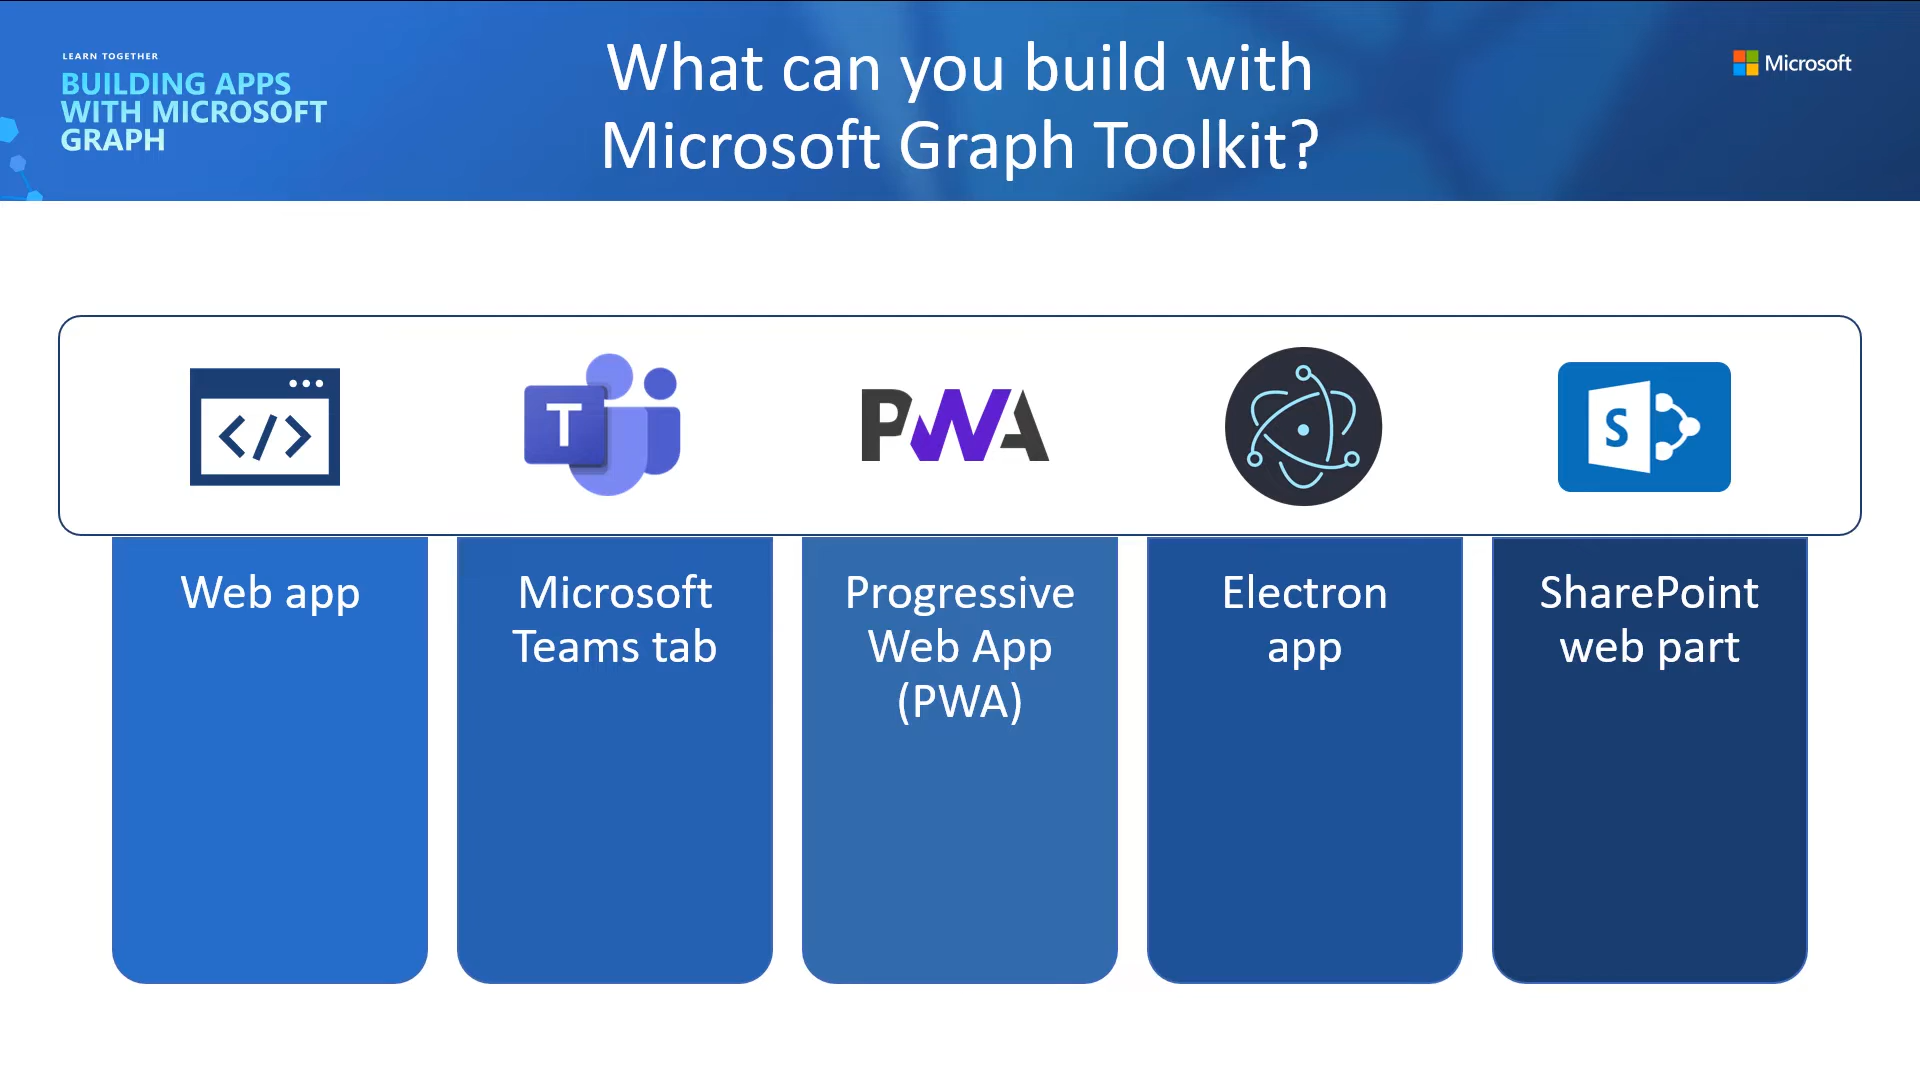 LEARN TOGETHER
BUILDING APPS
WITH MICROSOFT
GRAPH
What can you build with
Microsoft Graph Toolkit?
Microsoft
</>
T
PWA
S
Web app
Microsoft
Teams tab
Progressive
Web App
(PWA)
Electron
app
SharePoint
web part